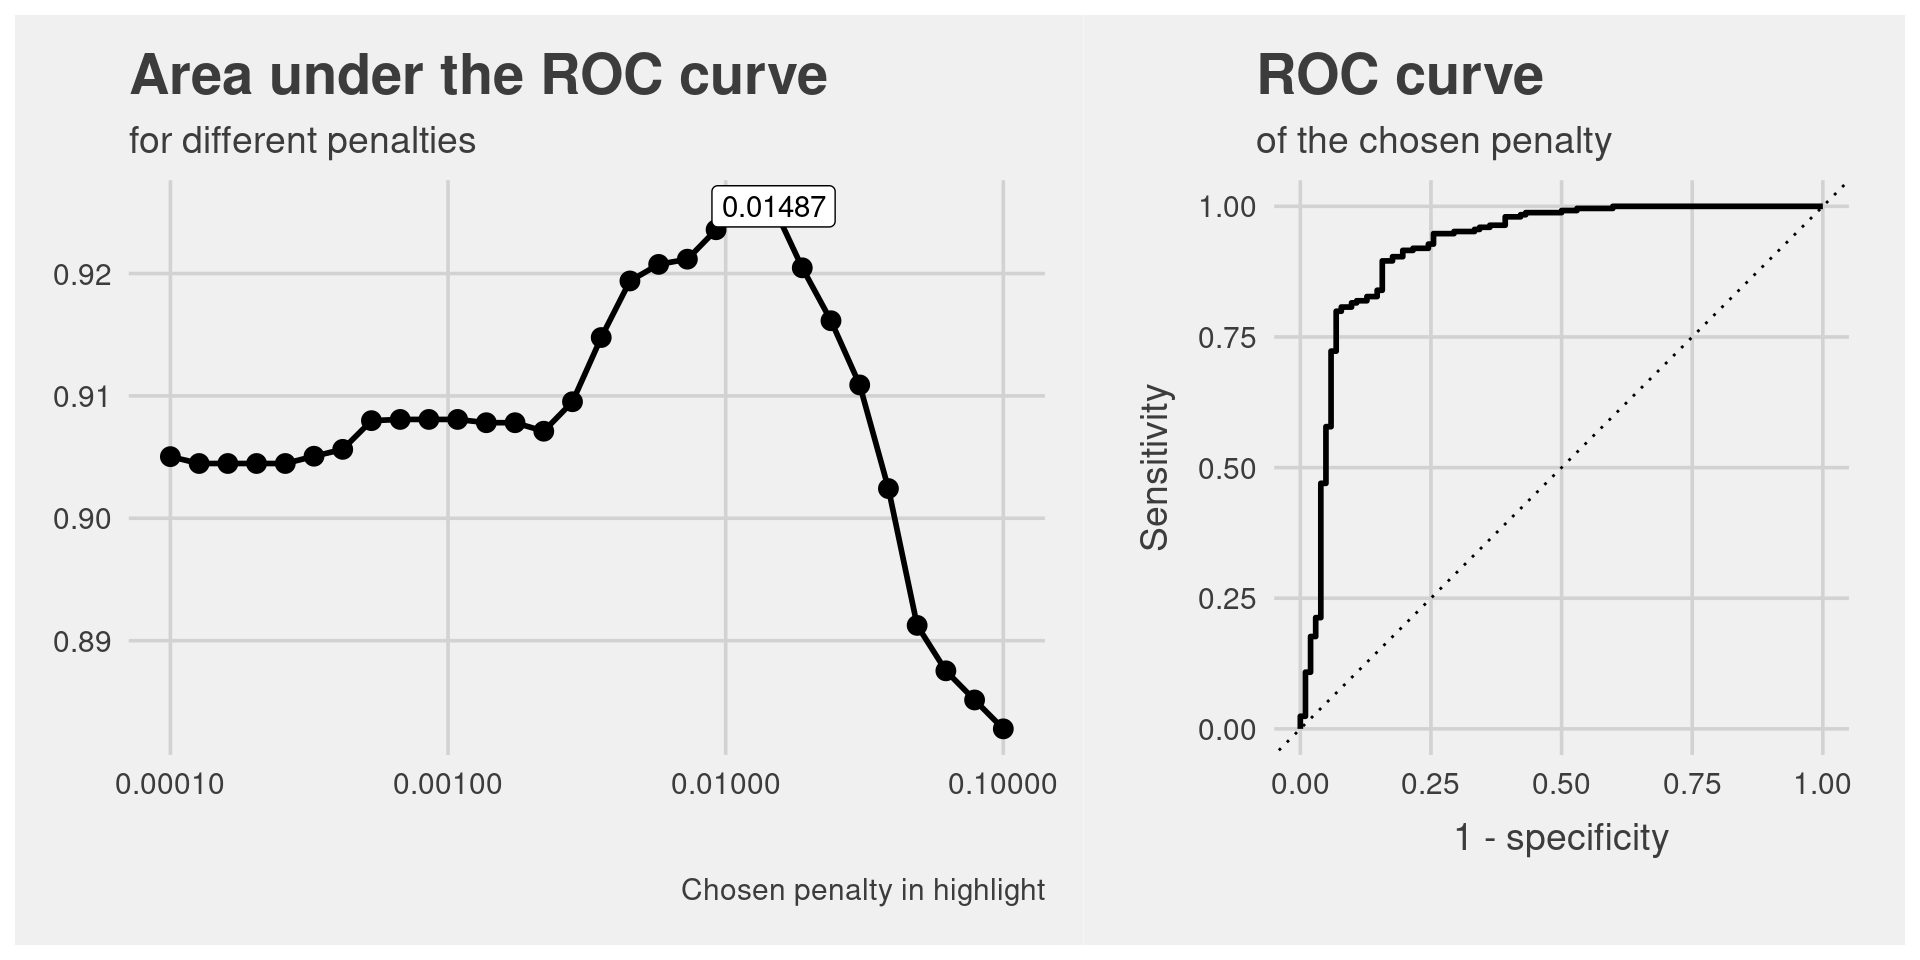 Area under the ROC curve
for different penalties
0.01487
0.92
0.91
0.90
0.89
0.00010 0.00100 0.01000 0.10000
Chosen penalty in highlight
ROC curve
of the chosen penalty
Sensitivity
1.00
0.75
0.50
0.25
0.00
0.00 0.25 0.50 0.75 1.00
1 - specificity